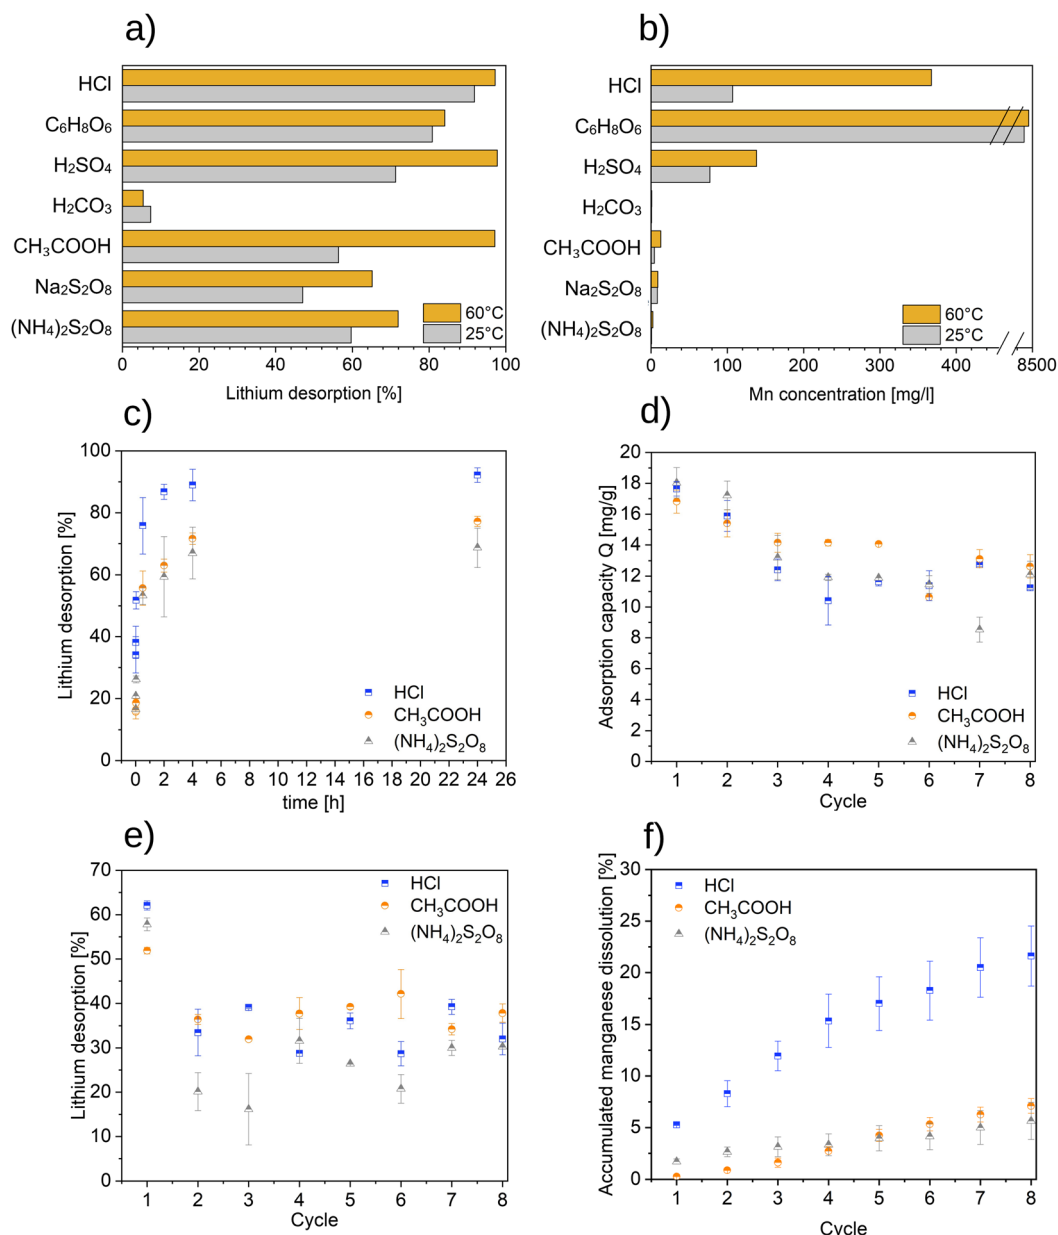 a)
HCl
C₆H₈O₆
H₂SO₄
H₂CO₃
CH₃COOH
Na₂S₂O₈
(NH₄)₂S₂O₈
60°C
25°C
0 20 40 60 80 100
Lithium desorption [%]
b)
HCl
C₆H₈O₆
H₂SO₄
H₂CO₃
CH₃COOH
Na₂S₂O₈
(NH₄)₂S₂O₈
60°C
25°C
0 100 200 300 400 8500
Mn concentration [mg/l]
c)
Lithium desorption [%]
100
80
60
40
20
0
HCl
CH₃COOH
(NH₄)₂S₂O₈
0 2 4 6 8 10 12 14 16 18 20 22 24 26
time [h]
d)
Adsorption capacity Q [mg/g]
20
18
16
14
12
10
8
6
4
2
0
HCl
CH₃COOH
(NH₄)₂S₂O₈
1 2 3 4 5 6 7 8
Cycle
e)
Lithium desorption [%]
70
60
50
40
30
20
10
0
HCl
CH₃COOH
(NH₄)₂S₂O₈
1 2 3 4 5 6 7 8
Cycle
f)
Accumulated manganese dissolution [%]
30
25
20
15
10
5
0
HCl
CH₃COOH
(NH₄)₂S₂O₈
1 2 3 4 5 6 7 8
Cycle